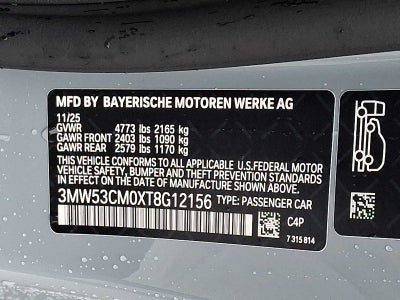 MFD BY BAYERISCHE MOTOREN WERKE AG
11/25
GVWR 4773 lbs 2165 kg
GAWR FRONT 2403 lbs 1090 kg
GAWR REAR 2579 lbs 1170 kg
THIS VEHICLE CONFORMS TO ALL APPLICABLE U.S.FEDERAL MOTOR
VEHICLE SAFETY, BUMPER AND THEFT PREVENTION STANDARDS
IN EFFECT ON THE DATE OF MANUFACTURE SHOWN ABOVE.
3MW53CM0XT8G12156 TYPE: PASSENGER CAR
C4P
7 315 814